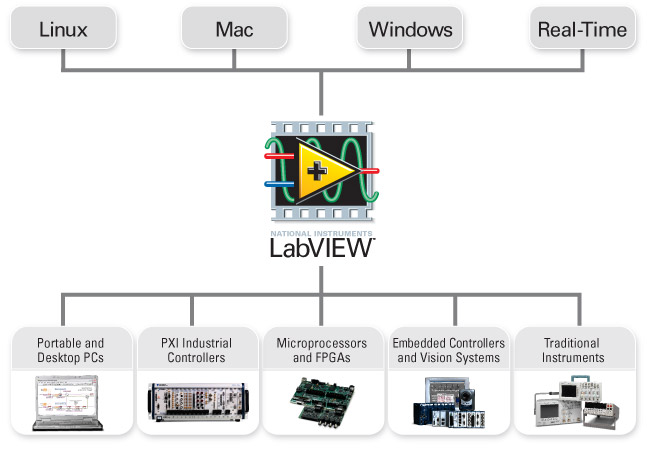 Linux
Mac
Windows
Real-Time
NATIONAL INSTRUMENTS
LabVIEW™
Portable and
Desktop PCs
PXI Industrial
Controllers
Microprocessors
and FPGAs
Embedded Controllers
and Vision Systems
Traditional
Instruments